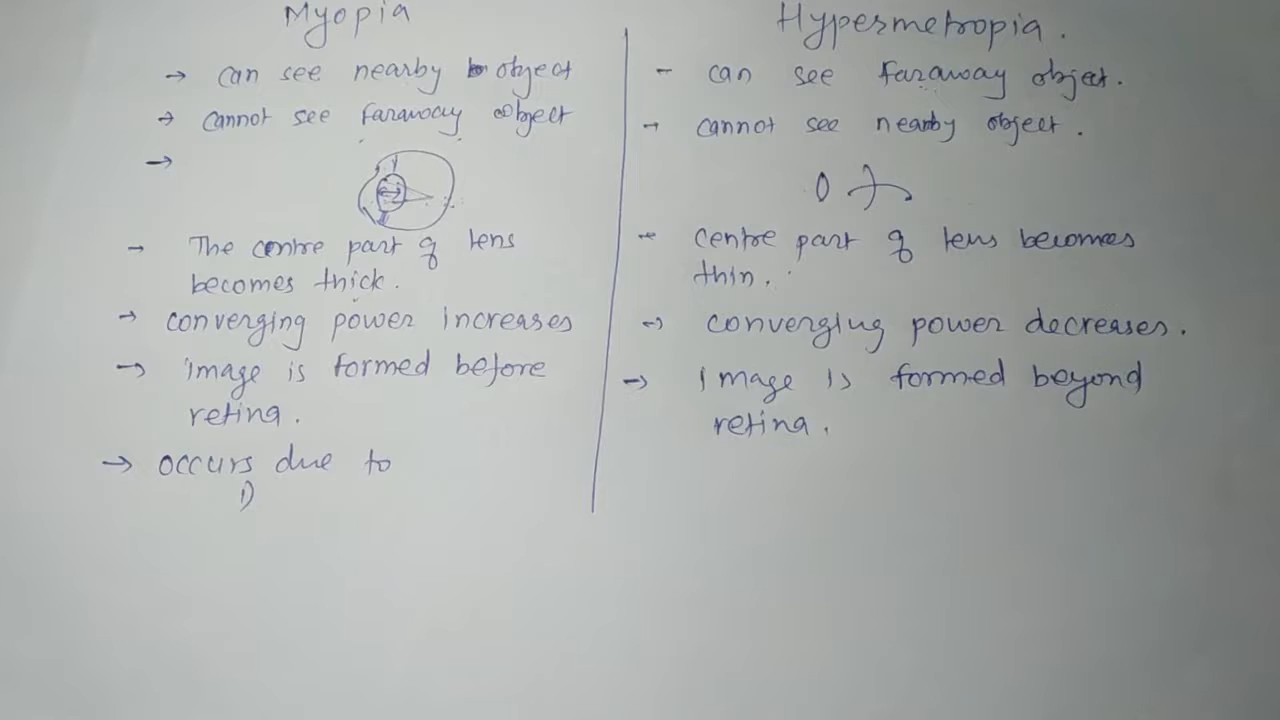 Myopia
→ can see nearby object
→ cannot see faraway object
→
- The centre part of lens
becomes thick.
→ converging power increases
→ image is formed before
retina.
→ occurs due to
1)
Hypermetropia.
- can see faraway object.
→ cannot see nearby object.
- centre part of lens becomes
thin.
→ converging power decreases.
→ image is formed beyond
retina.